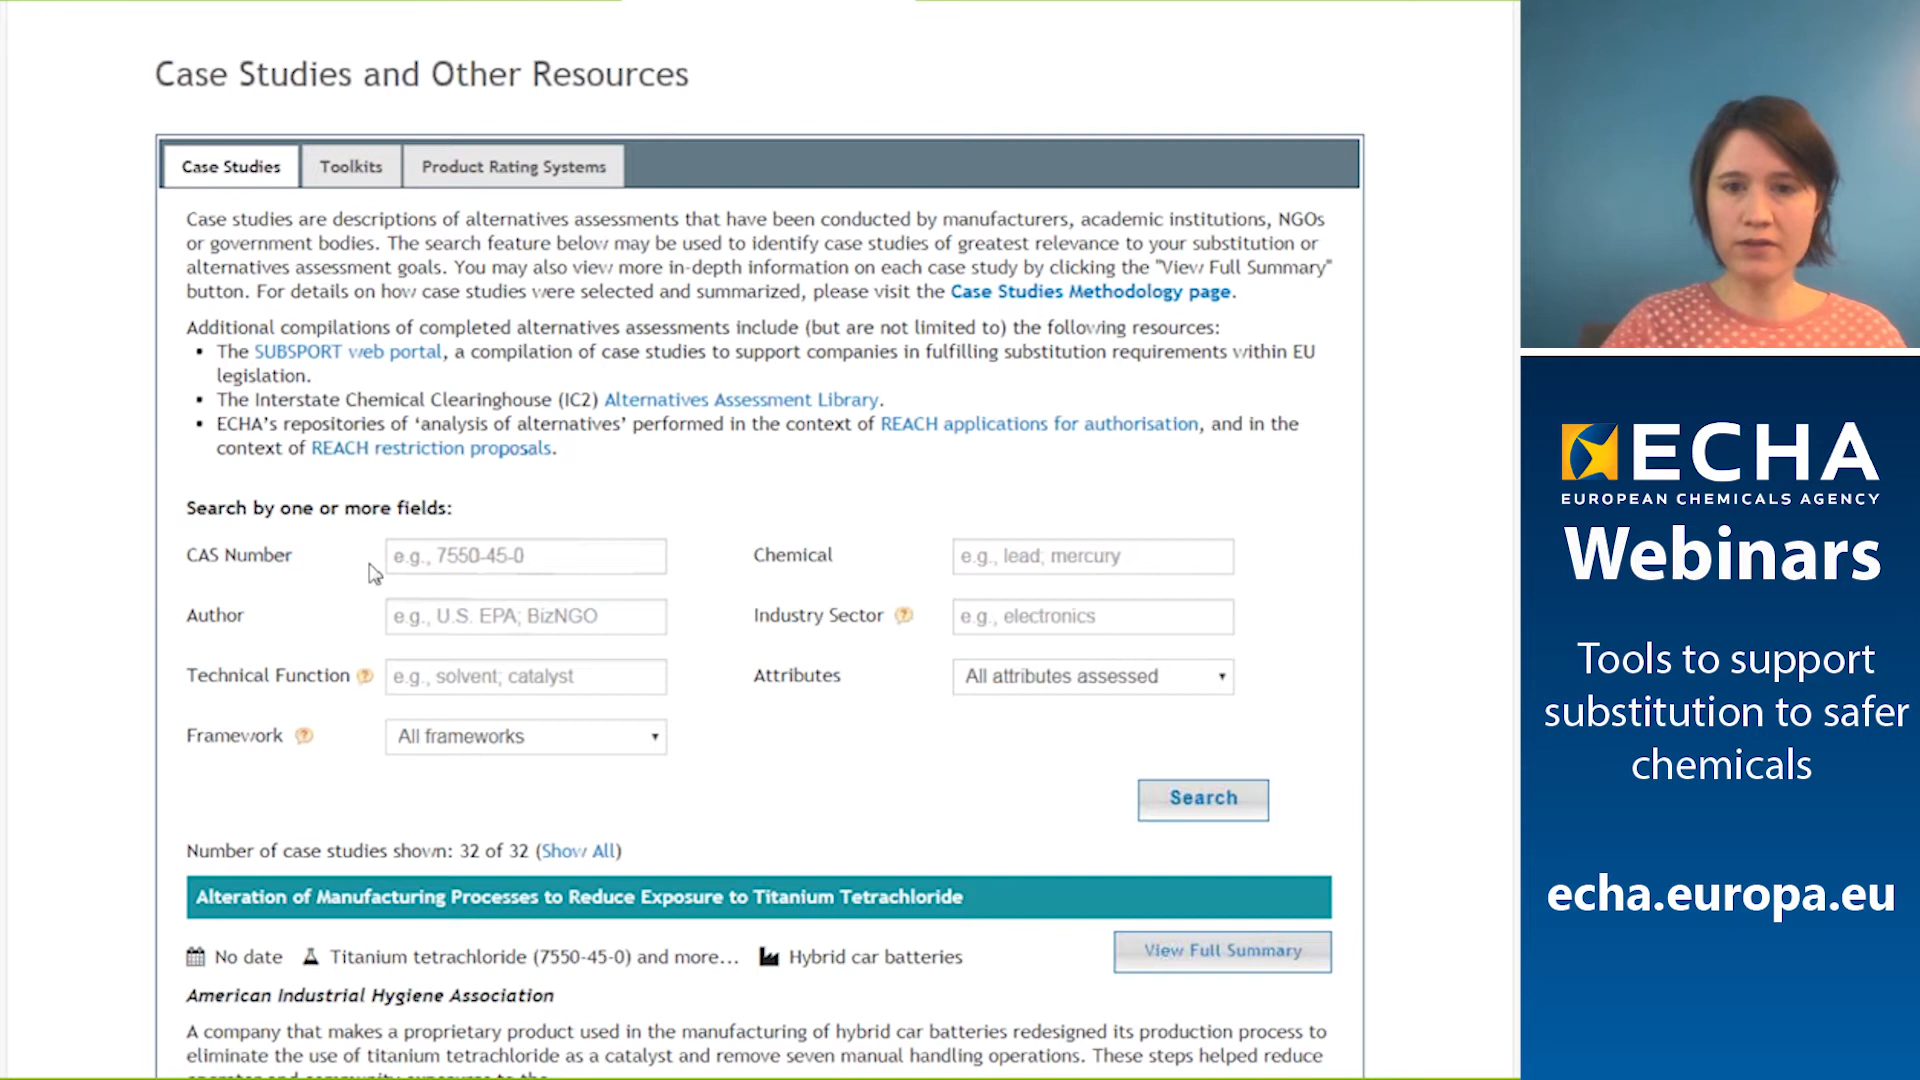 Case Studies and Other Resources
Case Studies
Toolkits
Product Rating Systems
Case studies are descriptions of alternatives assessments that have been conducted by manufacturers, academic institutions, NGOs
or government bodies. The search feature below may be used to identify case studies of greatest relevance to your substitution or
alternatives assessment goals. You may also view more in-depth information on each case study by clicking the "View Full Summary"
button. For details on how case studies were selected and summarized, please visit the Case Studies Methodology page.
Additional compilations of completed alternatives assessments include (but are not limited to) the following resources:
▪ The SUBSPORT web portal, a compilation of case studies to support companies in fulfilling substitution requirements within EU
legislation.
▪ The Interstate Chemical Clearinghouse (IC2) Alternatives Assessment Library.
▪ ECHA's repositories of ‘analysis of alternatives’ performed in the context of REACH applications for authorisation, and in the
context of REACH restriction proposals.
Search by one or more fields:
CAS Number
e.g., 7550-45-0
Chemical
e.g., lead; mercury
Author
e.g., U.S. EPA; BizNGO
Industry Sector
e.g., electronics
Technical Function
e.g., solvent; catalyst
Attributes
All attributes assessed
Framework
All frameworks
Search
Number of case studies shown: 32 of 32 (Show All)
Alteration of Manufacturing Processes to Reduce Exposure to Titanium Tetrachloride
No date
Titanium tetrachloride (7550-45-0) and more...
Hybrid car batteries
View Full Summary
American Industrial Hygiene Association
A company that makes a proprietary product used in the manufacturing of hybrid car batteries redesigned its production process to
eliminate the use of titanium tetrachloride as a catalyst and remove seven manual handling operations. These steps helped reduce
ECHA
EUROPEAN CHEMICALS AGENCY
Webinars
Tools to support
substitution to safer
chemicals
echa.europa.eu